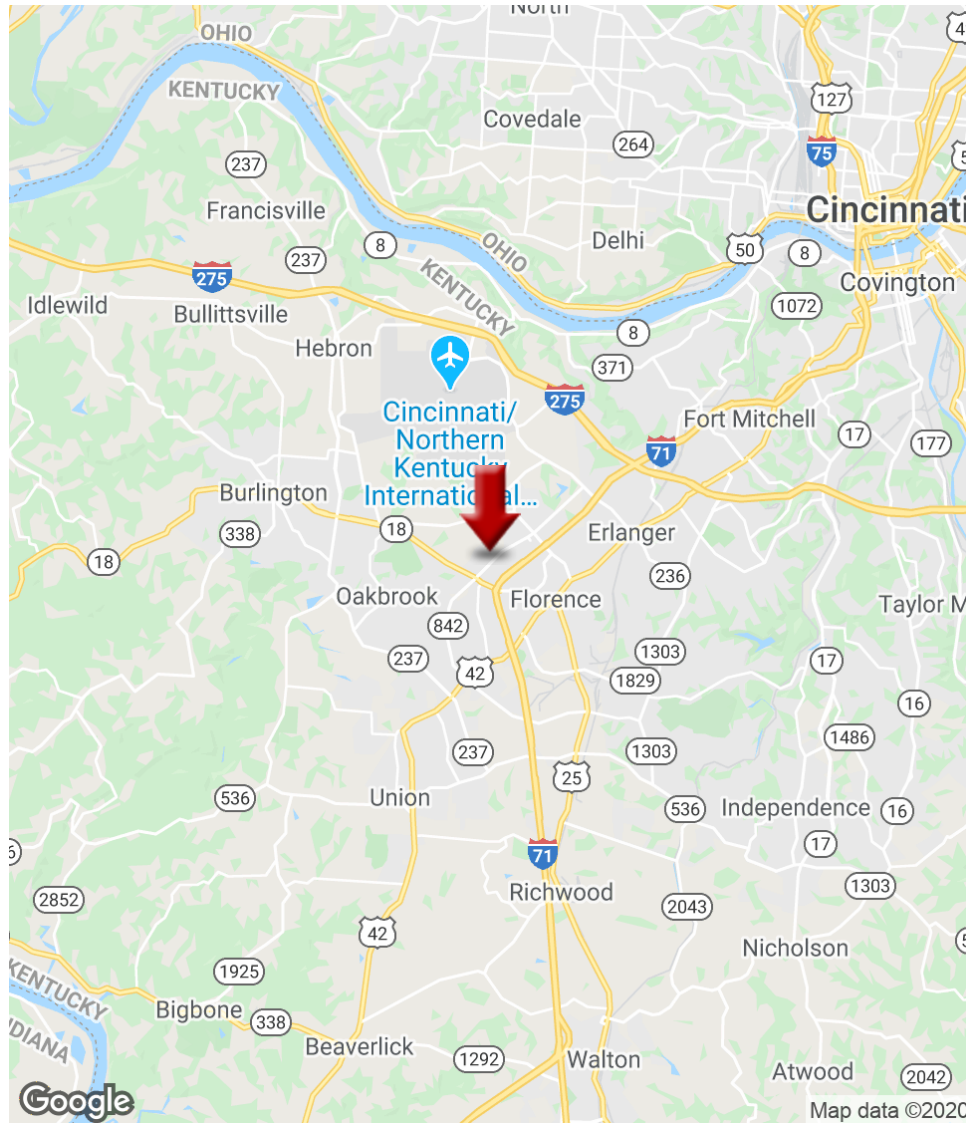 North
OHIO
KENTUCKY
127
Covedale
264
75
237
Cincinnati
Francisville
8
Delhi
50
8
OHIO
237
KENTUCKY
275
Covington
Idlewild
Bullittsville
1072
8
Hebron
371
275
Cincinnati/
Northern
Kentucky
International...
Fort Mitchell
17
177
71
Burlington
18
338
Erlanger
18
236
Oakbrook
Florence
Taylor M
842
237
1303
17
42
1829
16
1486
237
1303
25
536
Union
536
Independence
16
17
71
1303
2852
Richwood
2043
42
Nicholson
1925
KENTUCKY
Bigbone
338
DIANA
Beaverlick
1292
Walton
Atwood
2042
Google
Map data ©2020